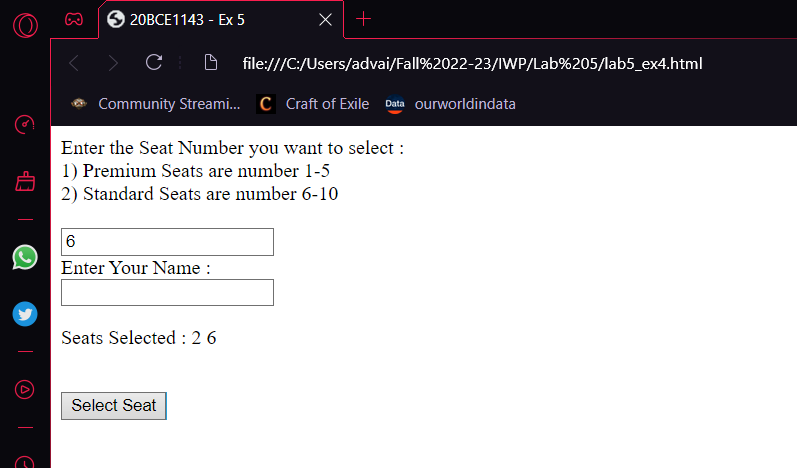 20BCE1143 - Ex 5
file:///C:/Users/advai/Fall%2022-23/IWP/Lab%205/lab5_ex4.html
Community Streami... C Craft of Exile Data ourworldindata
Enter the Seat Number you want to select :
1) Premium Seats are number 1-5
2) Standard Seats are number 6-10
6
Enter Your Name :
Seats Selected : 2 6
Select Seat